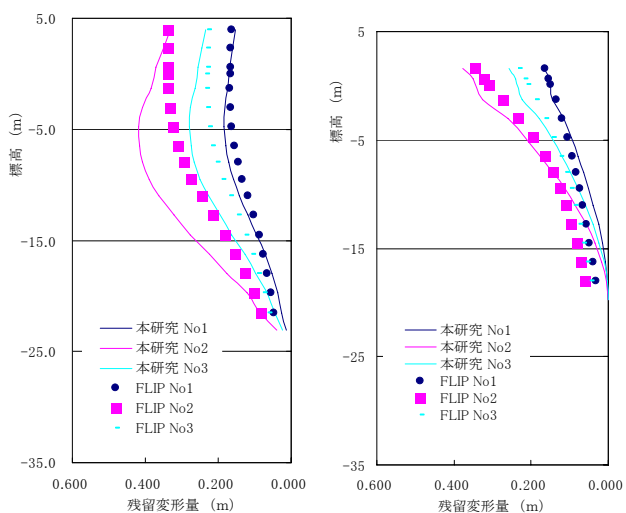 5.0
-5.0
-15.0
-25.0
-35.0
標高 (m)
本研究 No1
本研究 No2
本研究 No3
FLIP No1
FLIP No2
FLIP No3
0.600
0.400
0.200
0.000
残留変形量 (m)
5
-5
-15
-25
-35
標高 (m)
本研究 No1
本研究 No2
本研究 No3
FLIP No1
FLIP No2
FLIP No3
0.600
0.400
0.200
0.000
残留変形量 (m)